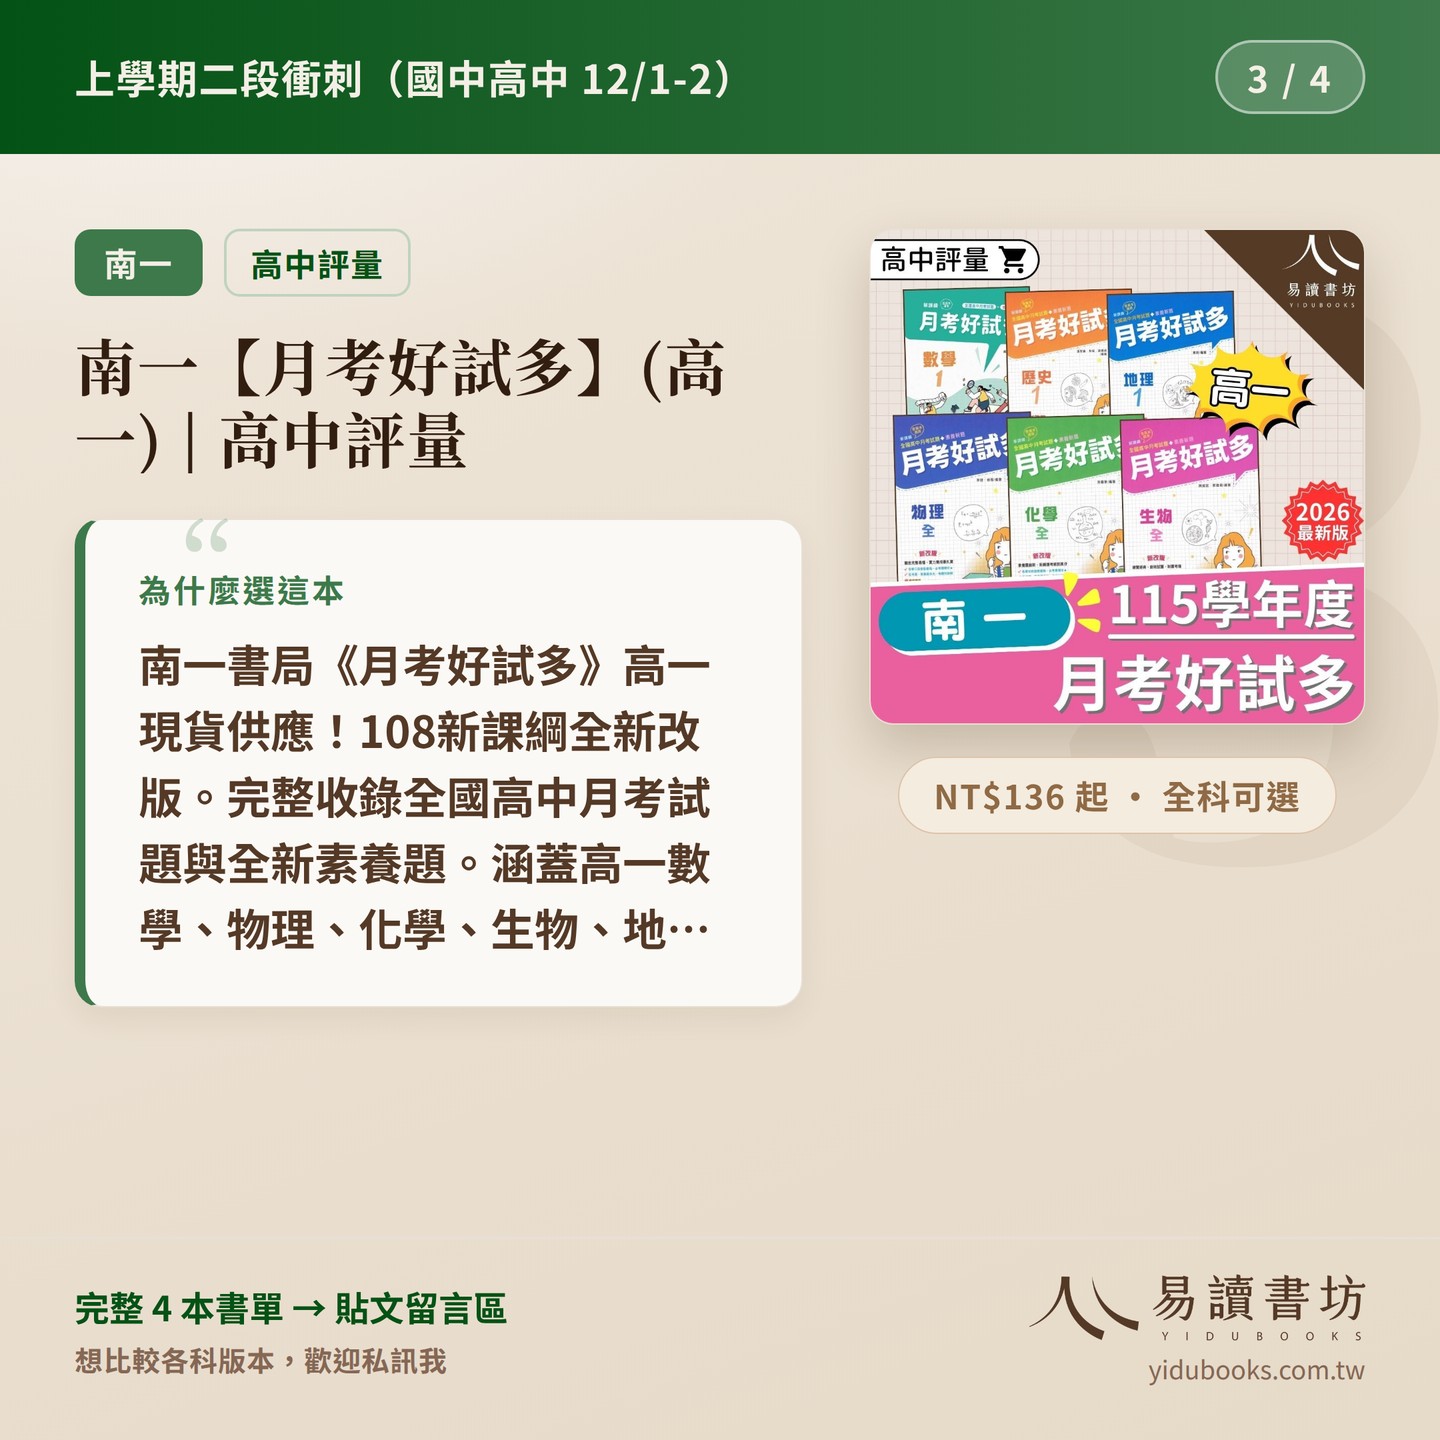 上學期二段衝刺（國中高中 12/1-2）
3 / 4
南一
高中評量
南一【月考好試多】(高
一)｜高中評量
“
為什麼選這本
南一書局《月考好試多》高一
現貨供應！108新課綱全新改
版。完整收錄全國高中月考試
題與全新素養題。涵蓋高一數
學、物理、化學、生物、地…
高中評量
易讀書坊
YIDUBOOKS
月考好試
數學
1
月考好試
歷史
1
月考好試多
地理
1
高一
月考好試多
物理
全
月考好試多
化學
全
月考好試多
生物
全
2026
最新版
南一
115學年度
月考好試多
NT$136 起 · 全科可選
完整 4 本書單 → 貼文留言區
想比較各科版本，歡迎私訊我
易讀書坊
YIDUBOOKS
yidubooks.com.tw